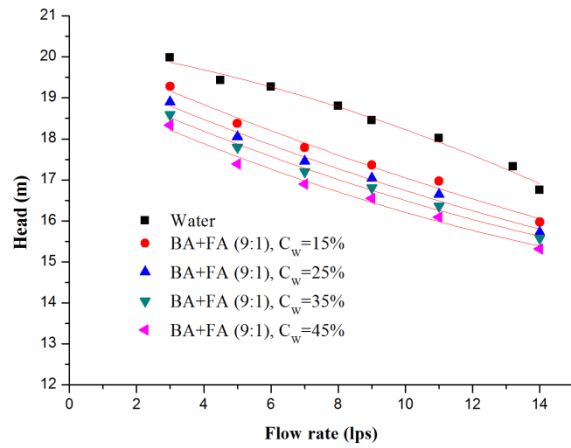 21
20
19
18
17
16
15
14
13
12
Head (m)
Water
BA+FA (9:1), C_W=15%
BA+FA (9:1), C_W=25%
BA+FA (9:1), C_W=35%
BA+FA (9:1), C_W=45%
0 2 4 6 8 10 12 14
Flow rate (lps)